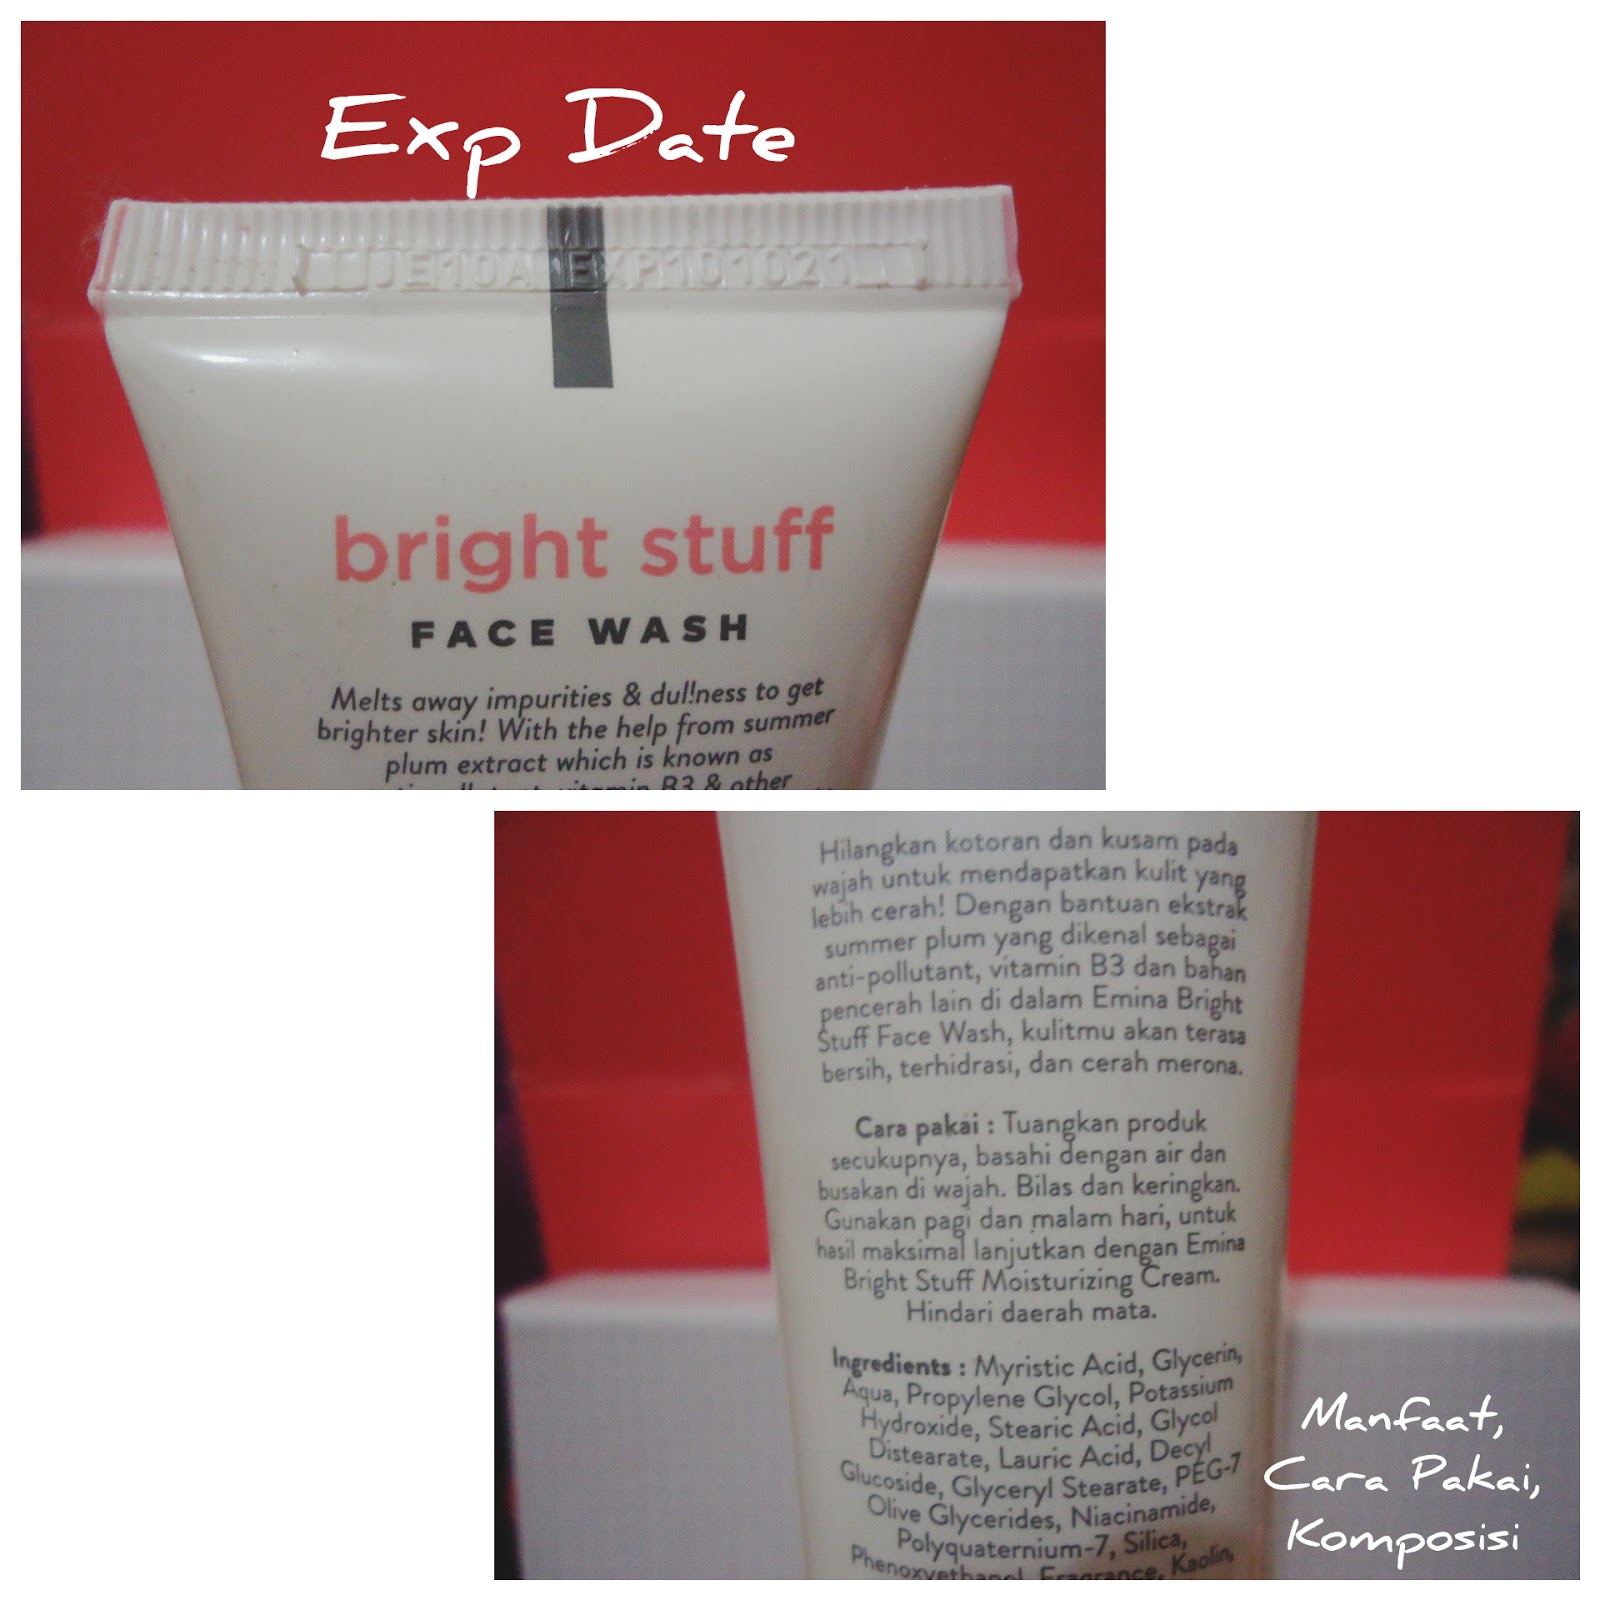 Exp Date
JE10A EXP101021
bright stuff
FACE WASH
Melts away impurities & dul!ness to get
brighter skin! With the help from summer
plum extract which is known as
vitamin B3 & other
Hilangkan kotoran dan kusam pada
wajah untuk mendapatkan kulit yang
lebih cerah! Dengan bantuan ekstrak
summer plum yang dikenal sebagai
anti-pollutant, vitamin B3 dan bahan
pencerah lain di dalam Emina Bright
Stuff Face Wash, kulitmu akan terasa
bersih, terhidrasi, dan cerah merona.
Cara pakai : Tuangkan produk
secukupnya, basahi dengan air dan
busakan di wajah. Bilas dan keringkan.
Gunakan pagi dan malam hari, untuk
hasil maksimal lanjutkan dengan Emina
Bright Stuff Moisturizing Cream.
Hindari daerah mata.
Ingredients : Myristic Acid, Glycerin,
Aqua, Propylene Glycol, Potassium
Hydroxide, Stearic Acid, Glycol
Distearate, Lauric Acid, Decyl
Glucoside, Glyceryl Stearate, PEG-7
Olive Glycerides, Niacinamide,
Polyquaternium-7, Silica,
Phenoxyethanol, Fragrance, Kaolin,
Manfaat,
Cara Pakai,
Komposisi